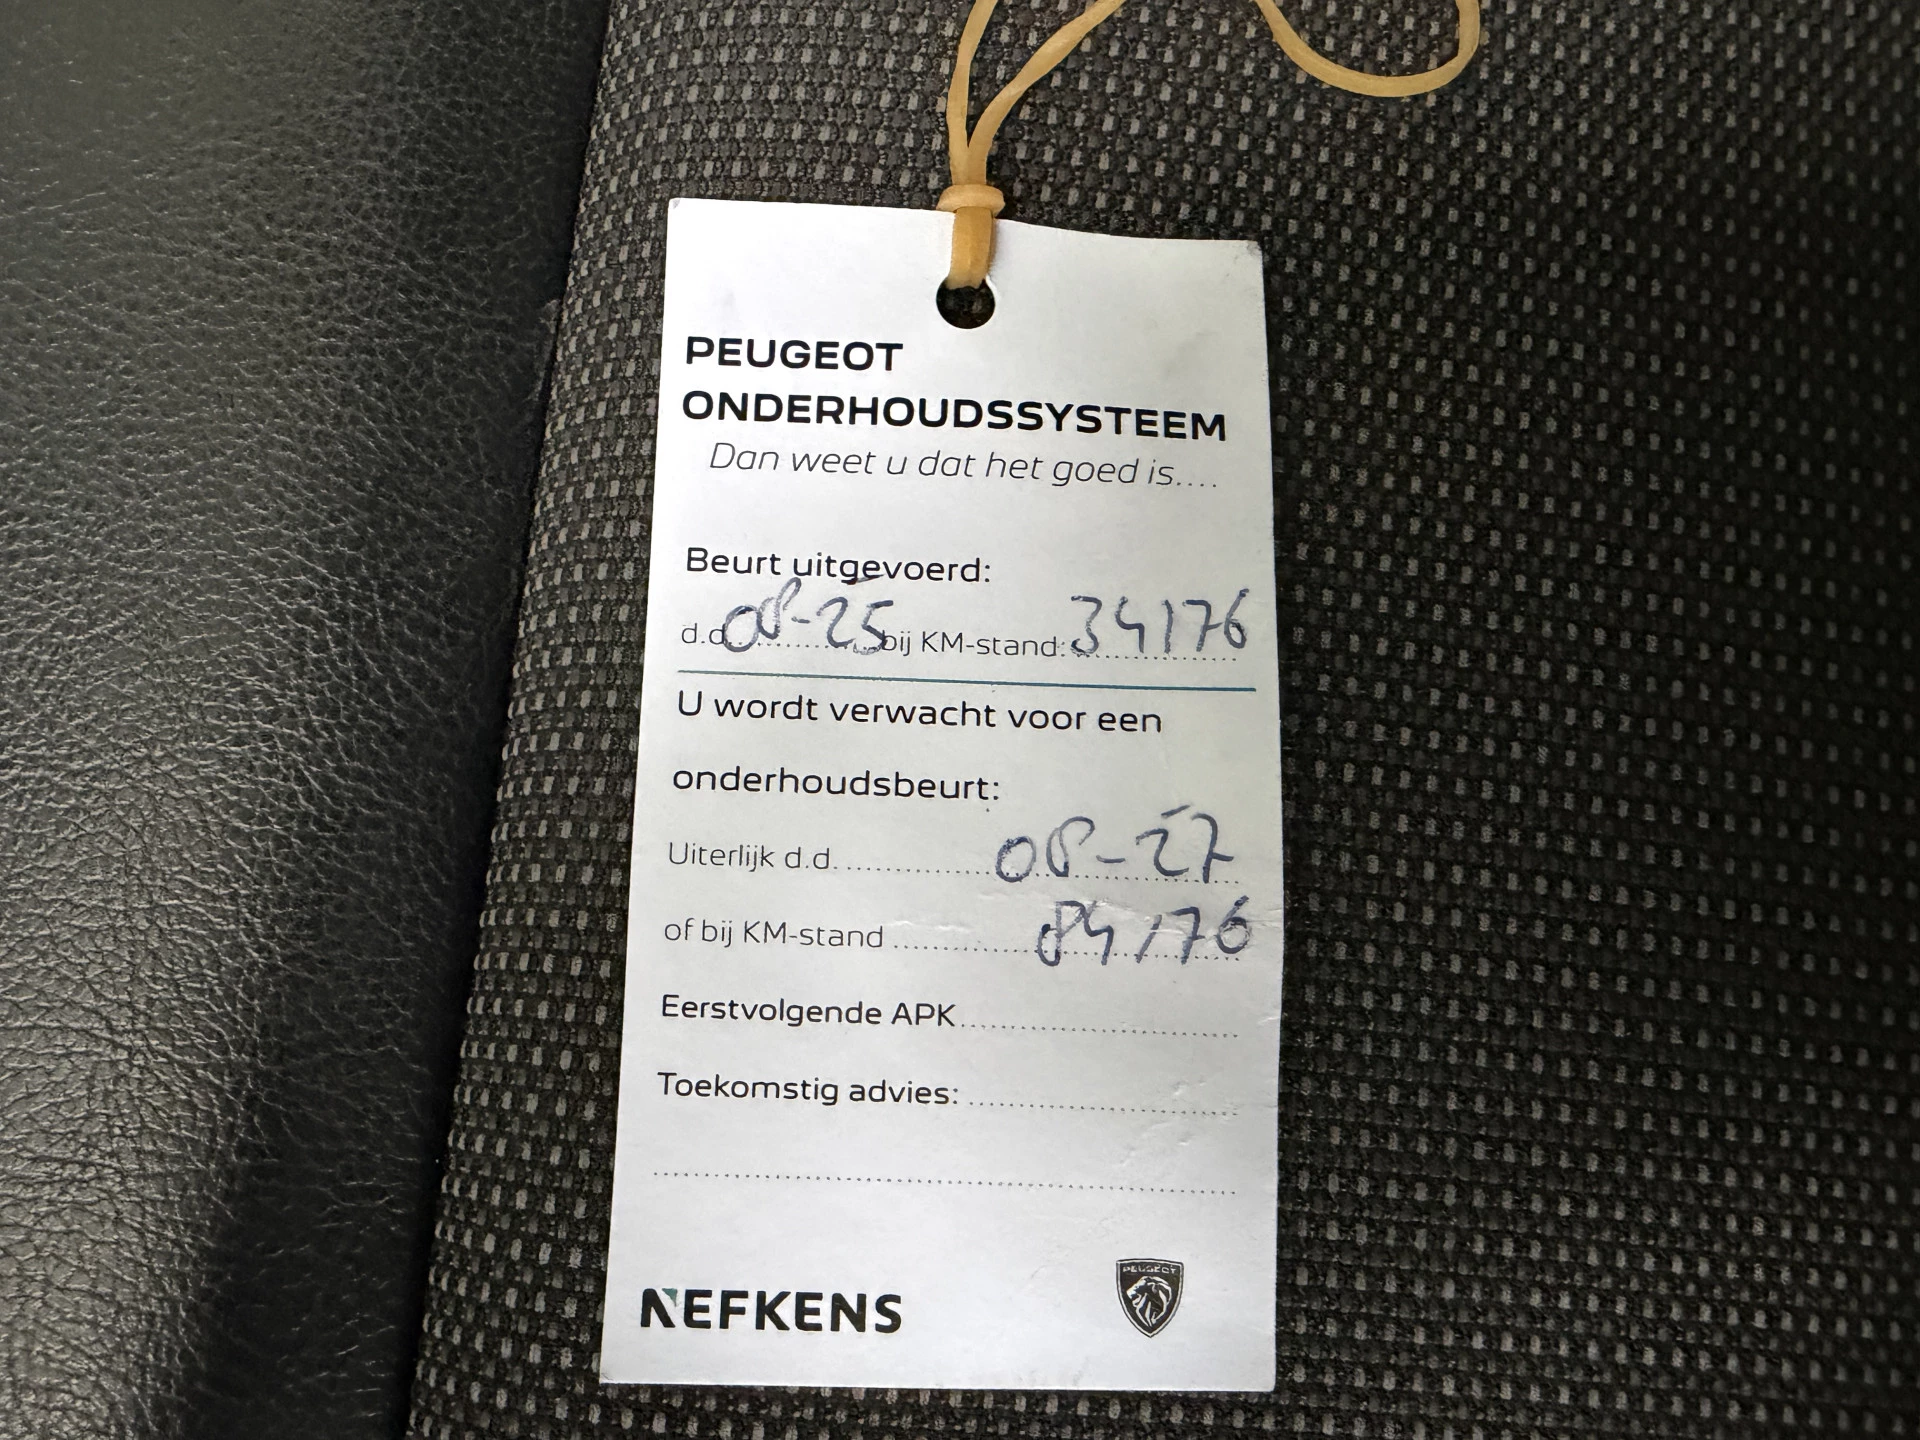 PEUGEOT
ONDERHOUDSSYSTEEM
Dan weet u dat het goed is....
Beurt uitgevoerd:
d.d. 08-25 bij KM-stand: 34176
U wordt verwacht voor een
onderhoudsbeurt:
Uiterlijk d.d. 08-27
of bij KM-stand 84176
Eerstvolgende APK
Toekomstig advies:
NEFKENS
PEUGEOT